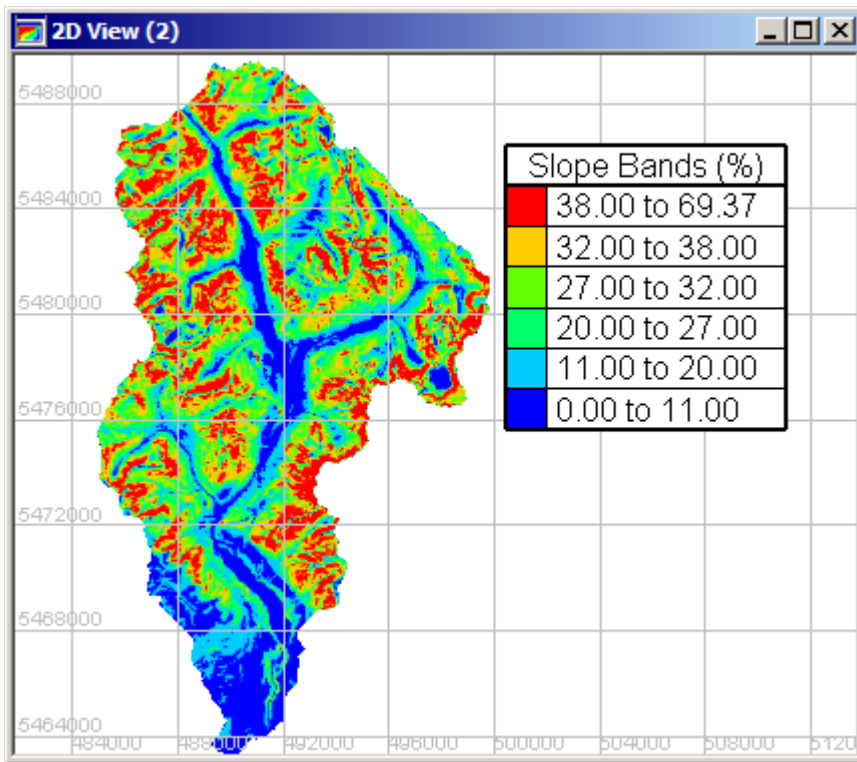 2D View (2)
5488000
5484000
5480000
5476000
5472000
5468000
5464000
484000
488000
492000
496000
500000
504000
508000
512
Slope Bands (%)
38.00 to 69.37
32.00 to 38.00
27.00 to 32.00
20.00 to 27.00
11.00 to 20.00
0.00 to 11.00